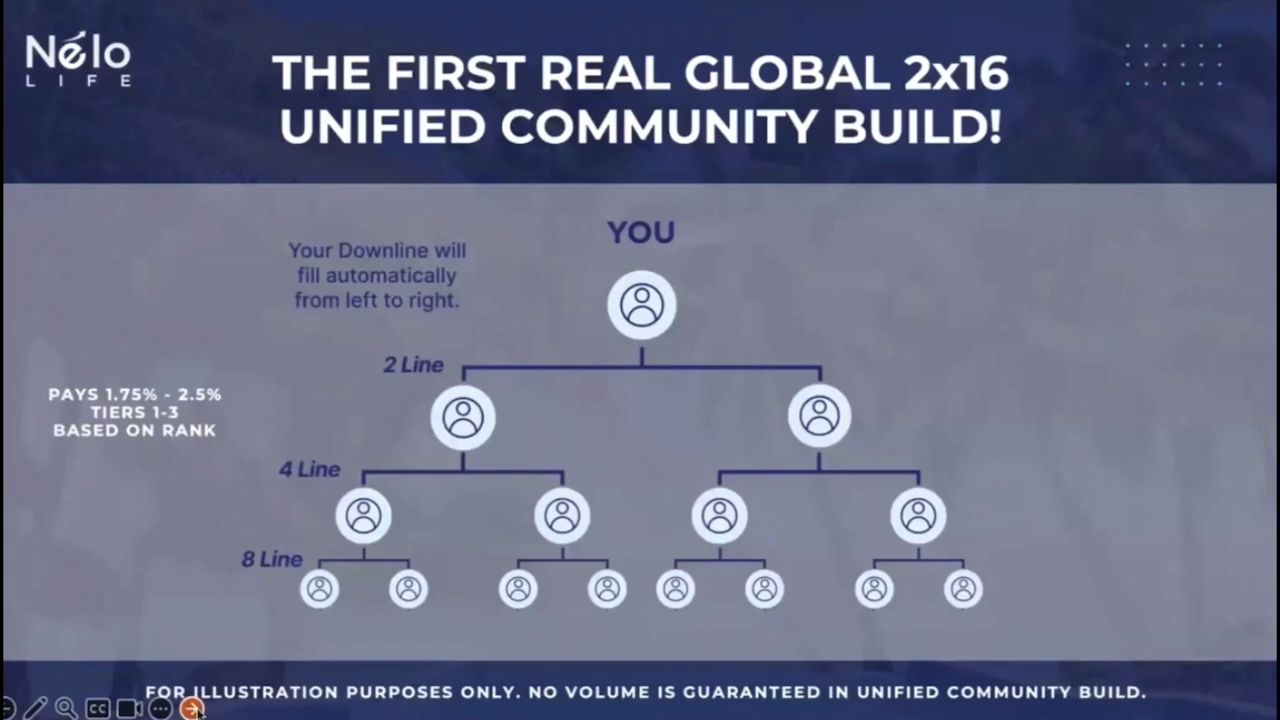 Nélo
LIFE
THE FIRST REAL GLOBAL 2x16
UNIFIED COMMUNITY BUILD!
YOU
Your Downline will
fill automatically
from left to right.
2 Line
PAYS 1.75% - 2.5%
TIERS 1-3
BASED ON RANK
4 Line
8 Line
FOR ILLUSTRATION PURPOSES ONLY. NO VOLUME IS GUARANTEED IN UNIFIED COMMUNITY BUILD.
CC